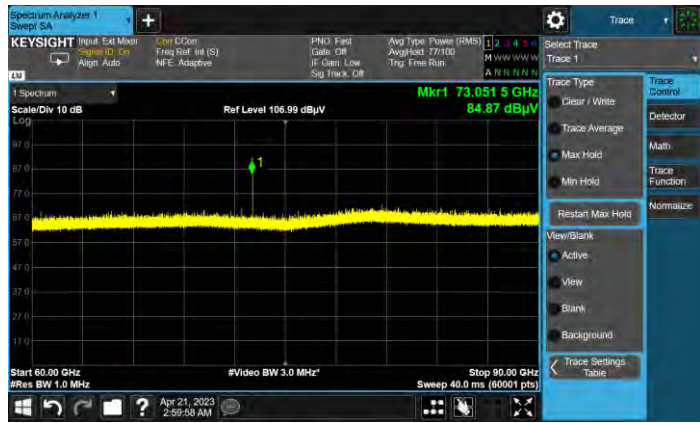 Spectrum Analyzer 1
Swept SA
Trace
KEYSIGHT
Input: Ext Mixer
Signal ID: On
Align: Auto
Corr CCorr
Freq Ref: Int (S)
NFE: Adaptive
PNO: Fast
Gate: Off
IF Gain: Low
Sig Track: Off
Avg Type: Power (RMS)
Avg|Hold: 77/100
Trig: Free Run
1 2 3 4 5 6
M W W W W W
A N N N N N
Select Trace
Trace 1
LXI
1 Spectrum
Scale/Div 10 dB
Log
Ref Level 106.99 dBµV
Mkr1 73.051 5 GHz
84.87 dBµV
1
97.0
87.0
77.0
67.0
57.0
47.0
37.0
27.0
17.0
Start 60.00 GHz
#Res BW 1.0 MHz
#Video BW 3.0 MHz*
Stop 90.00 GHz
Sweep 40.0 ms (60001 pts)
Trace Type
Clear / Write
Trace Average
Max Hold
Min Hold
Restart Max Hold
View/Blank
Active
View
Blank
Background
Trace Settings
Table
Trace
Control
Detector
Math
Trace
Function
Normalize
?
Apr 21, 2023
2:59:58 AM